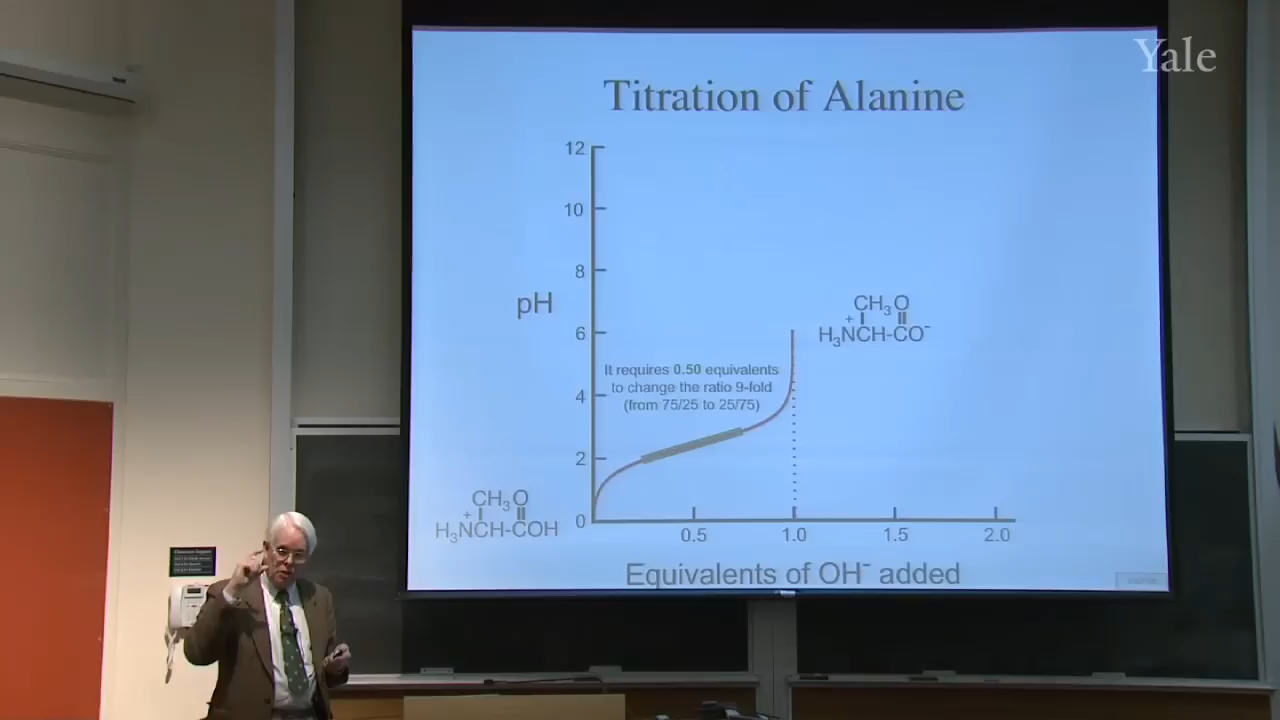 Yale
Titration of Alanine
12
10
8
pH
6
4
2
0
CH₃O
+
H₃NCH-CO⁻
It requires 0.50 equivalents
to change the ratio 9-fold
(from 75/25 to 25/75)
CH₃O
+
H₃NCH-COH
0.5 1.0 1.5 2.0
Equivalents of OH⁻ added